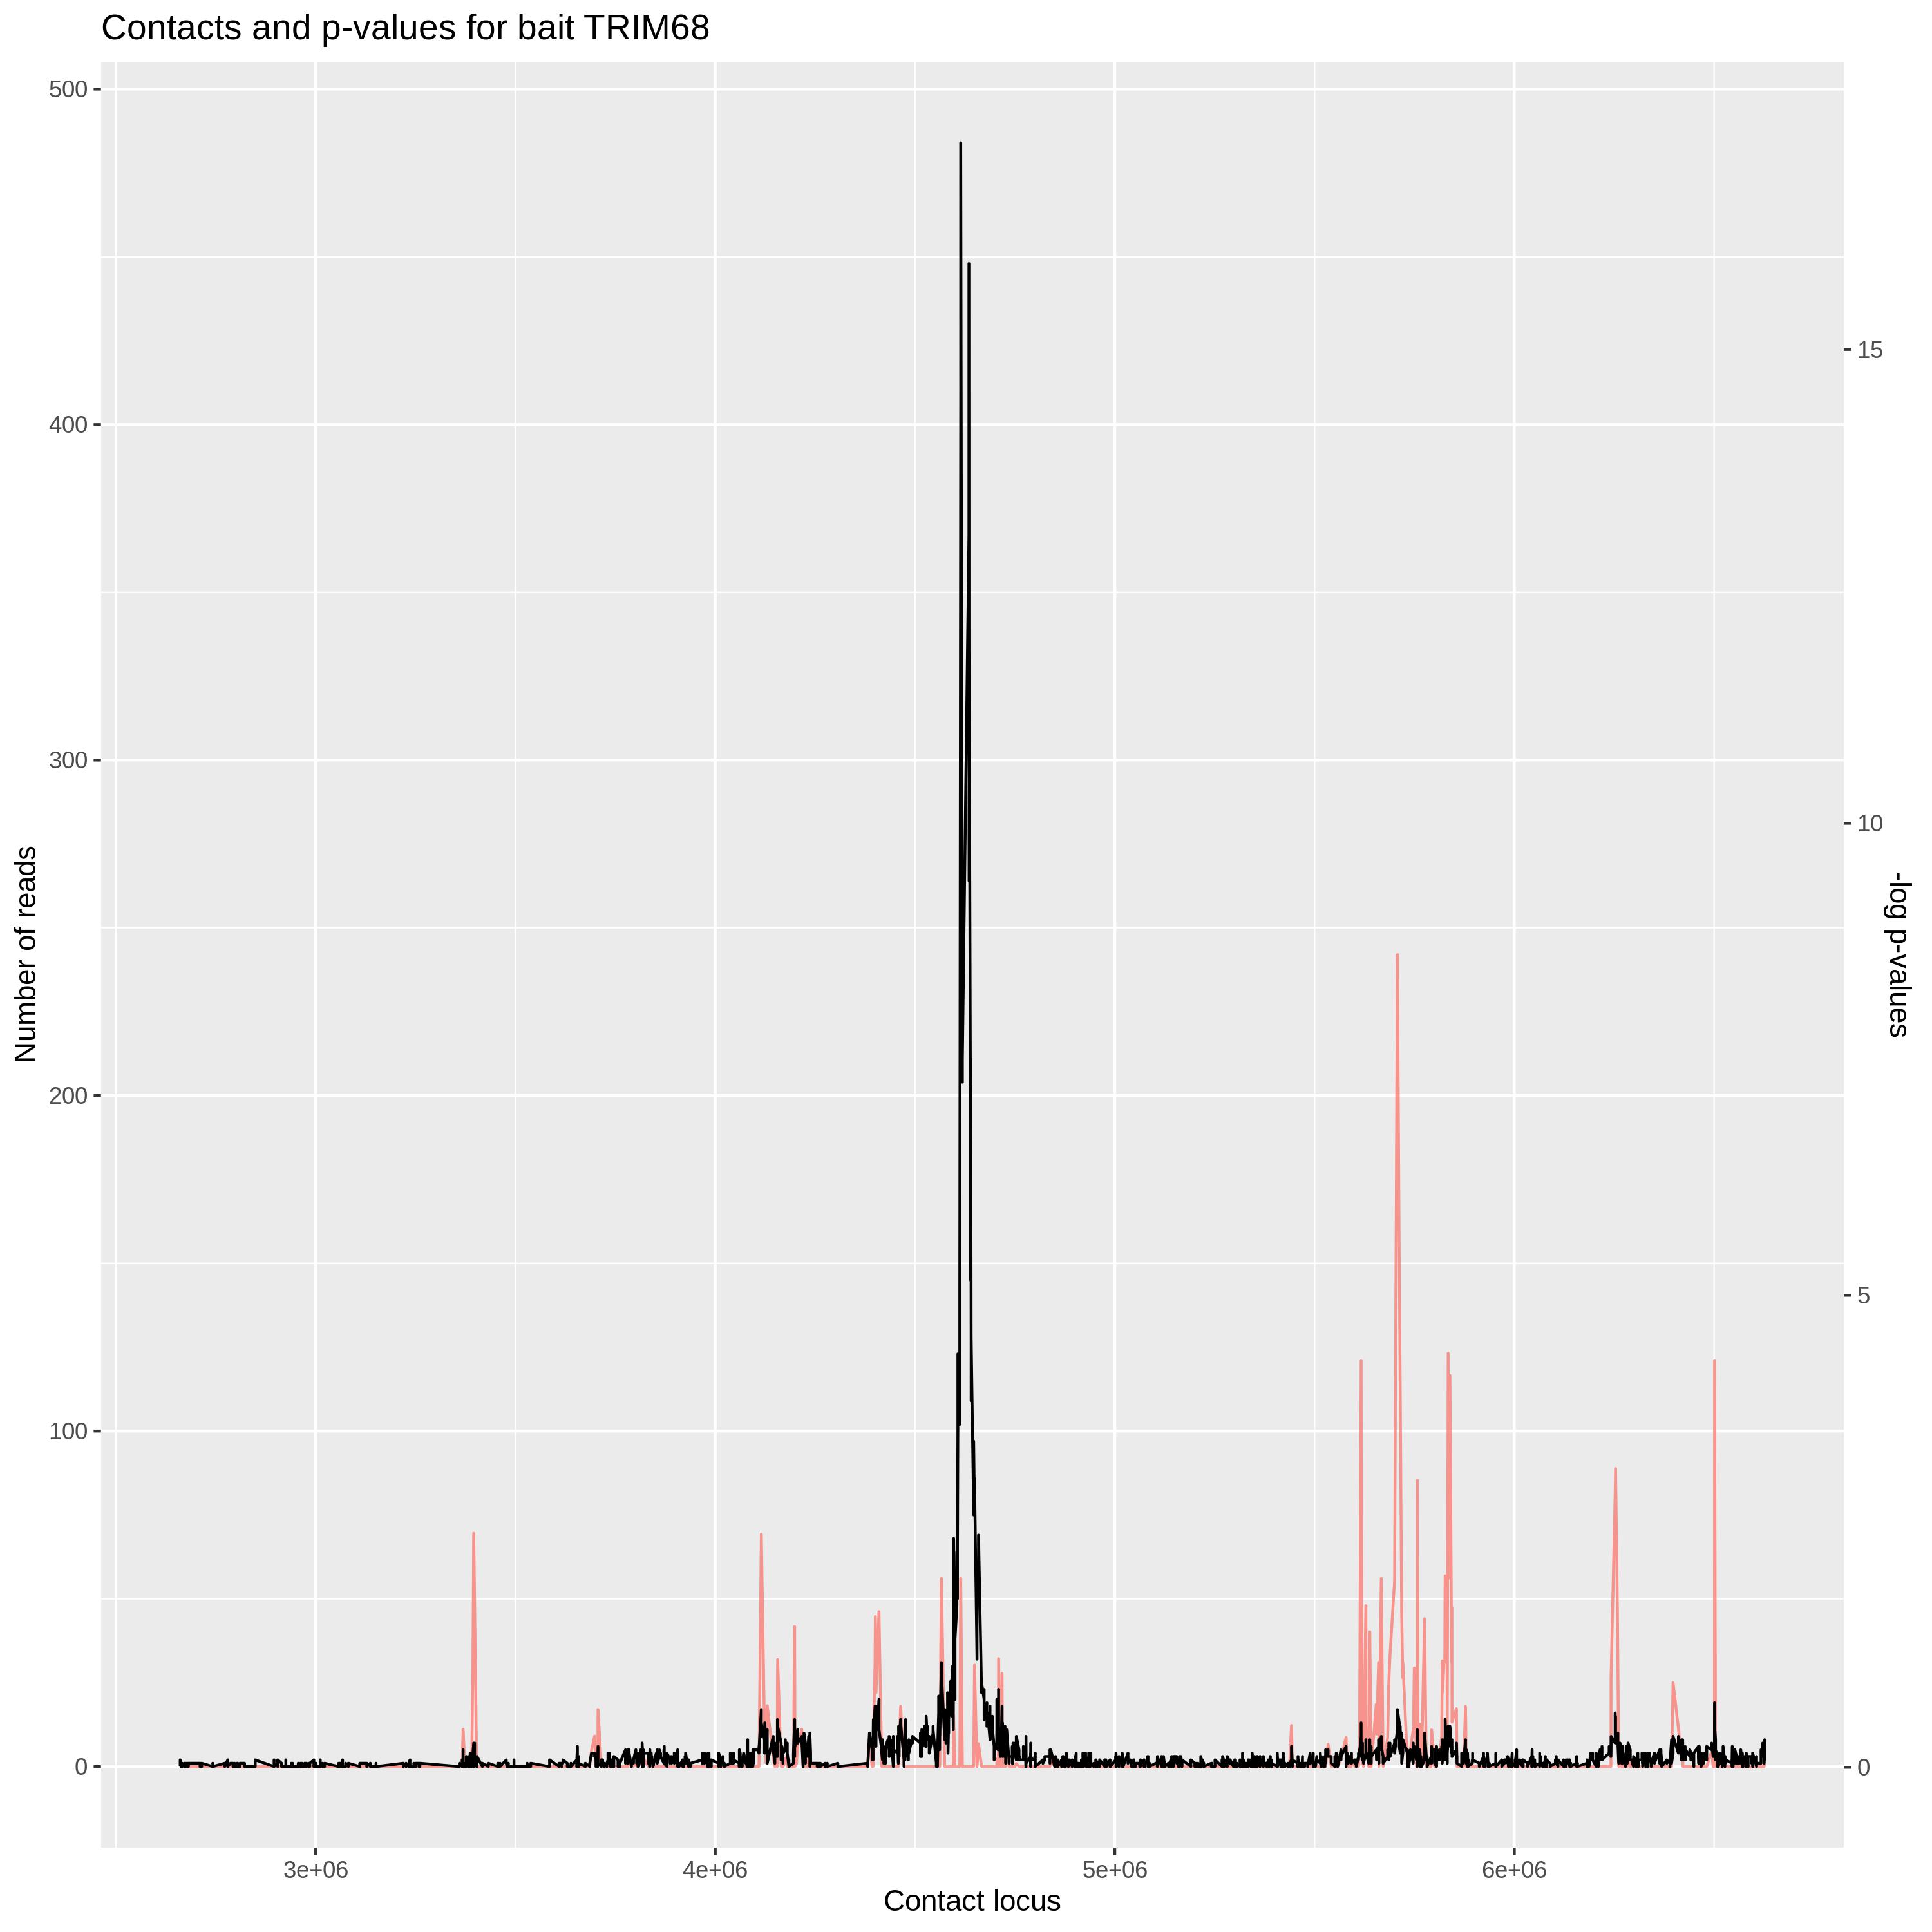 Contacts and p-values for bait TRIM68
500
400
300
200
100
0
Number of reads
15
10
5
0
-log p-values
3e+06
4e+06
5e+06
6e+06
Contact locus